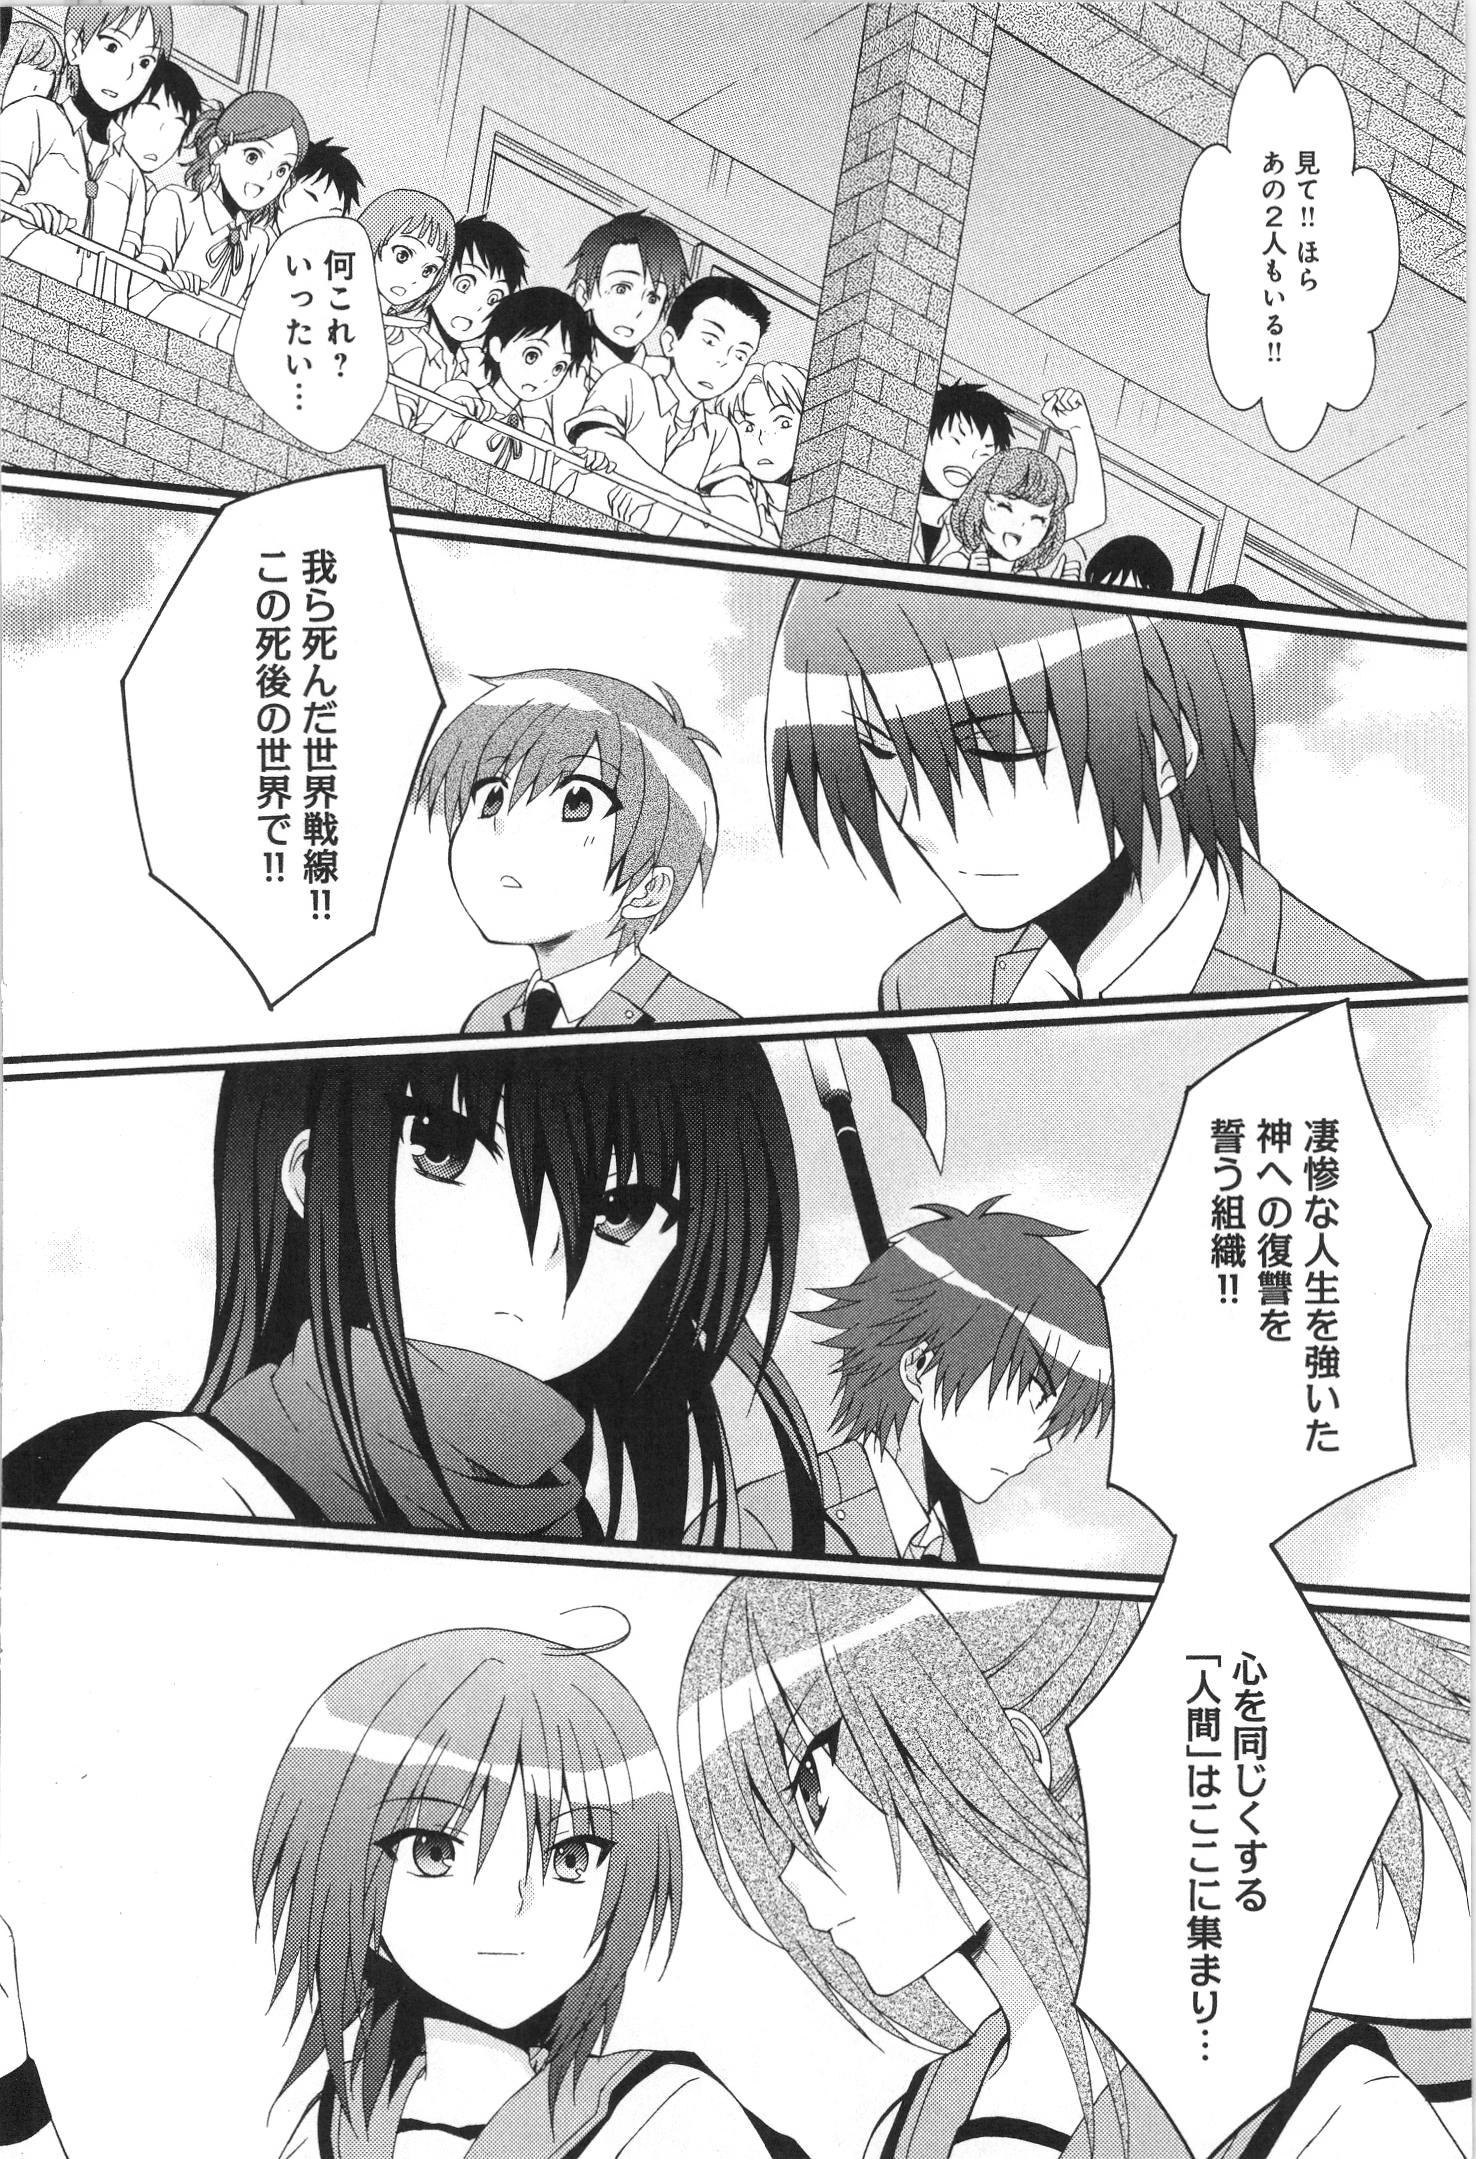 見て!!ほら
あの2人もいる!!
何これ?
いったい…
我ら死んだ世界戦線!!
この死後の世界で!!
凄惨な人生を強いた
神への復讐を
誓う組織!!
心を同じくする
「人間」はここに集まり…